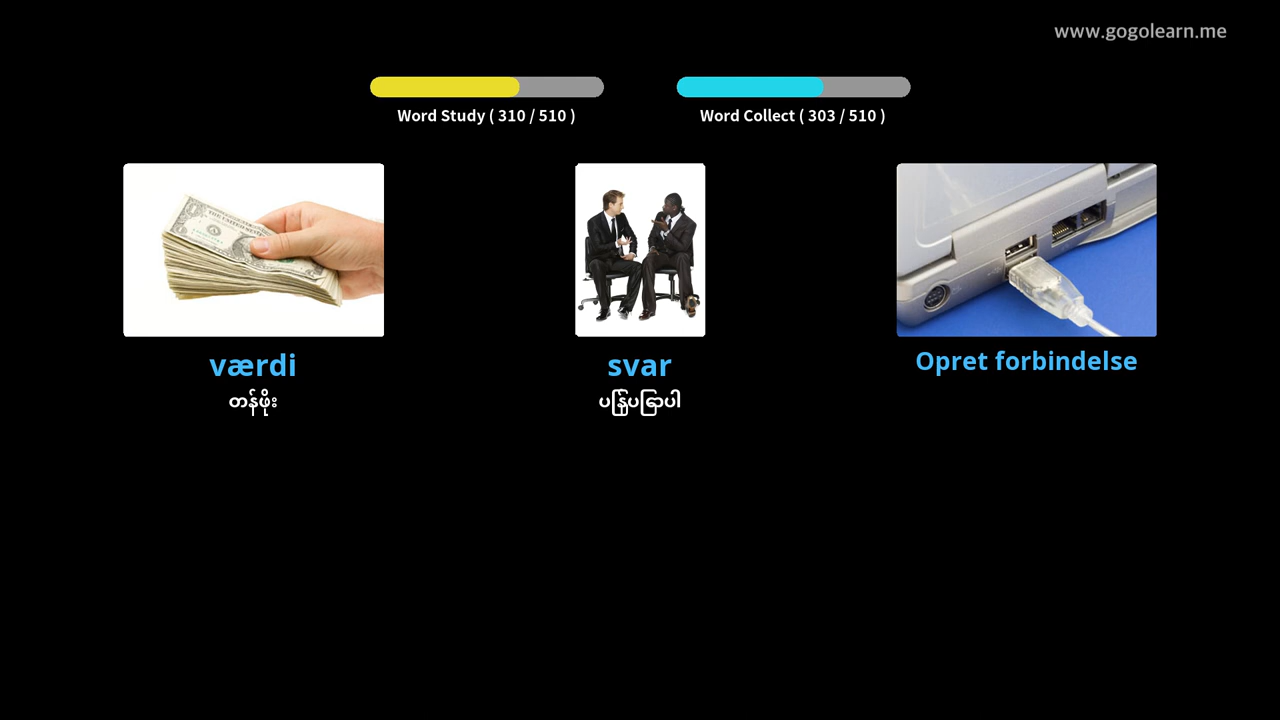 www.gogolearn.me
Word Study ( 310 / 510 )
Word Collect ( 303 / 510 )
værdi
svar
Opret forbindelse
တန်ဖိုး
ပြန်ပြောပါ